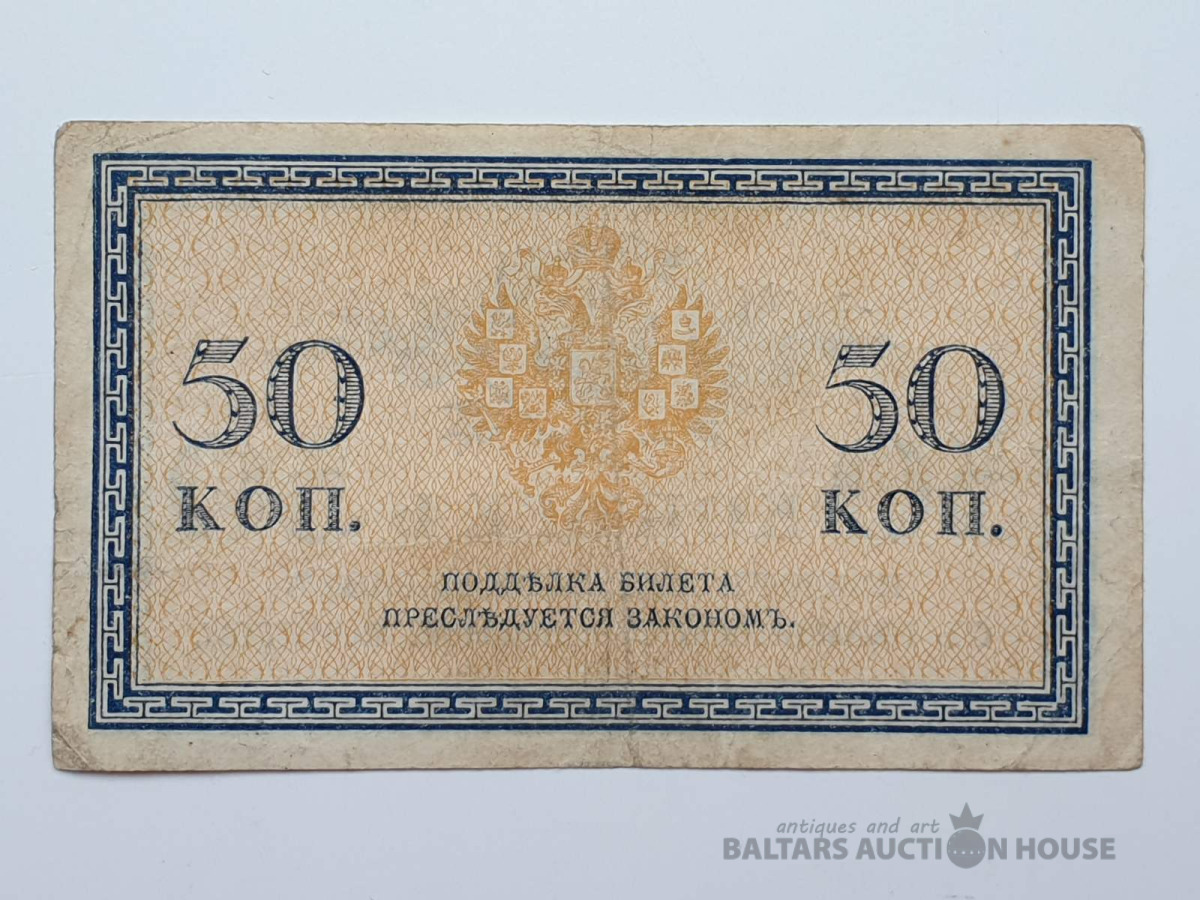 50 50
КОП. КОП.
ПОДДѢЛКА БИЛЕТА
ПРЕСЛѢДУЕТСЯ ЗАКОНОМЪ.
antiques and art
BALTARS AUCTION HOUSE